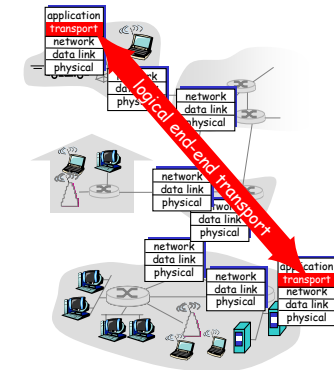 application
transport
network
data link
physical
network
data link
physical
network
data link
physical
logical end-end transport
network
data link
physical
network
data link
physical
network
data link
physical
network
data link
physical
application
transport
network
data link
physical